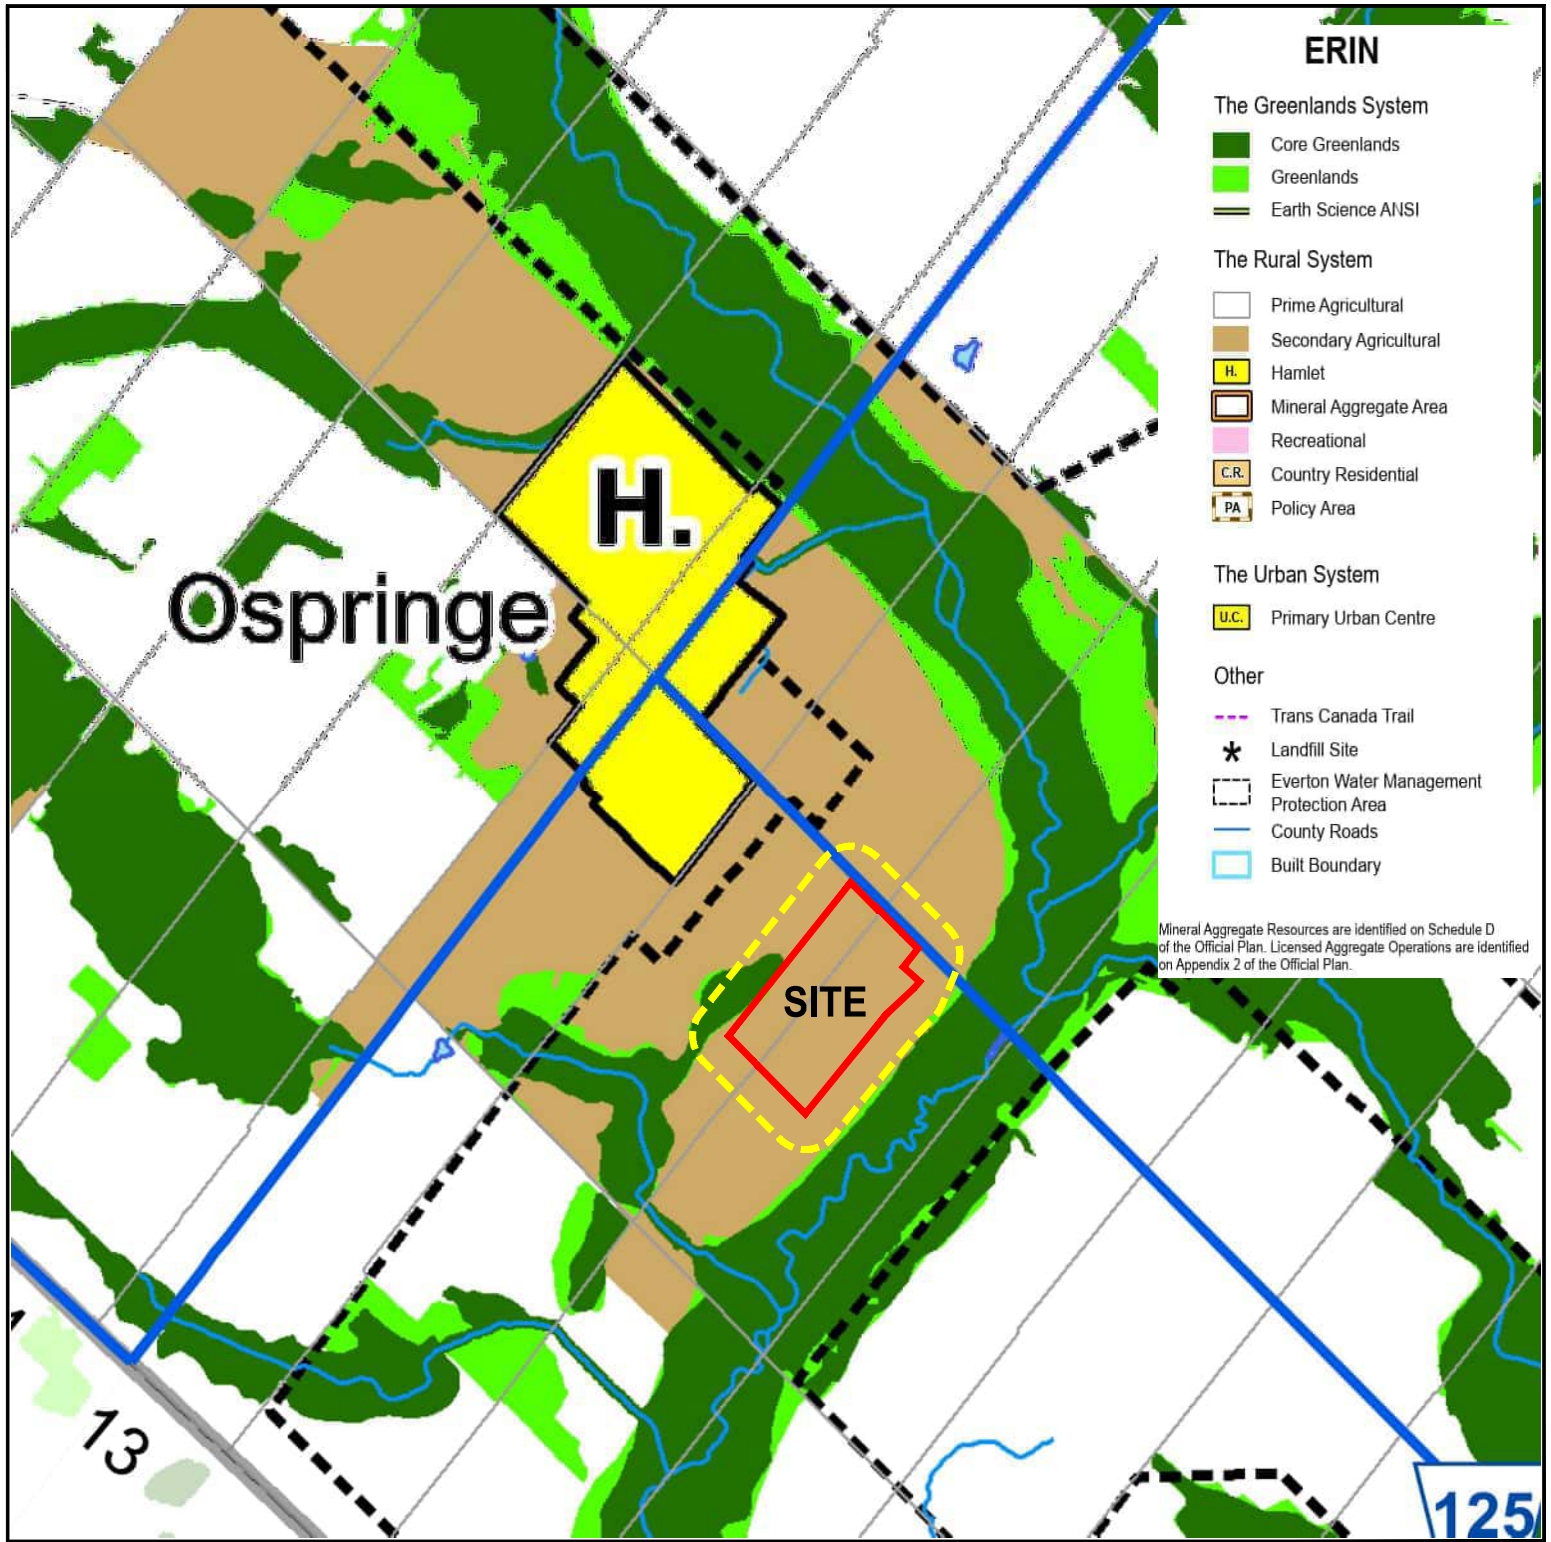 ERIN
The Greenlands System
Core Greenlands
Greenlands
Earth Science ANSI
The Rural System
Prime Agricultural
Secondary Agricultural
H. Hamlet
Mineral Aggregate Area
Recreational
C.R. Country Residential
PA Policy Area
The Urban System
U.C. Primary Urban Centre
Other
Trans Canada Trail
* Landfill Site
Everton Water Management
Protection Area
County Roads
Built Boundary
Mineral Aggregate Resources are identified on Schedule D
of the Official Plan. Licensed Aggregate Operations are identified
on Appendix 2 of the Official Plan.
H.
Ospringe
SITE
13
125